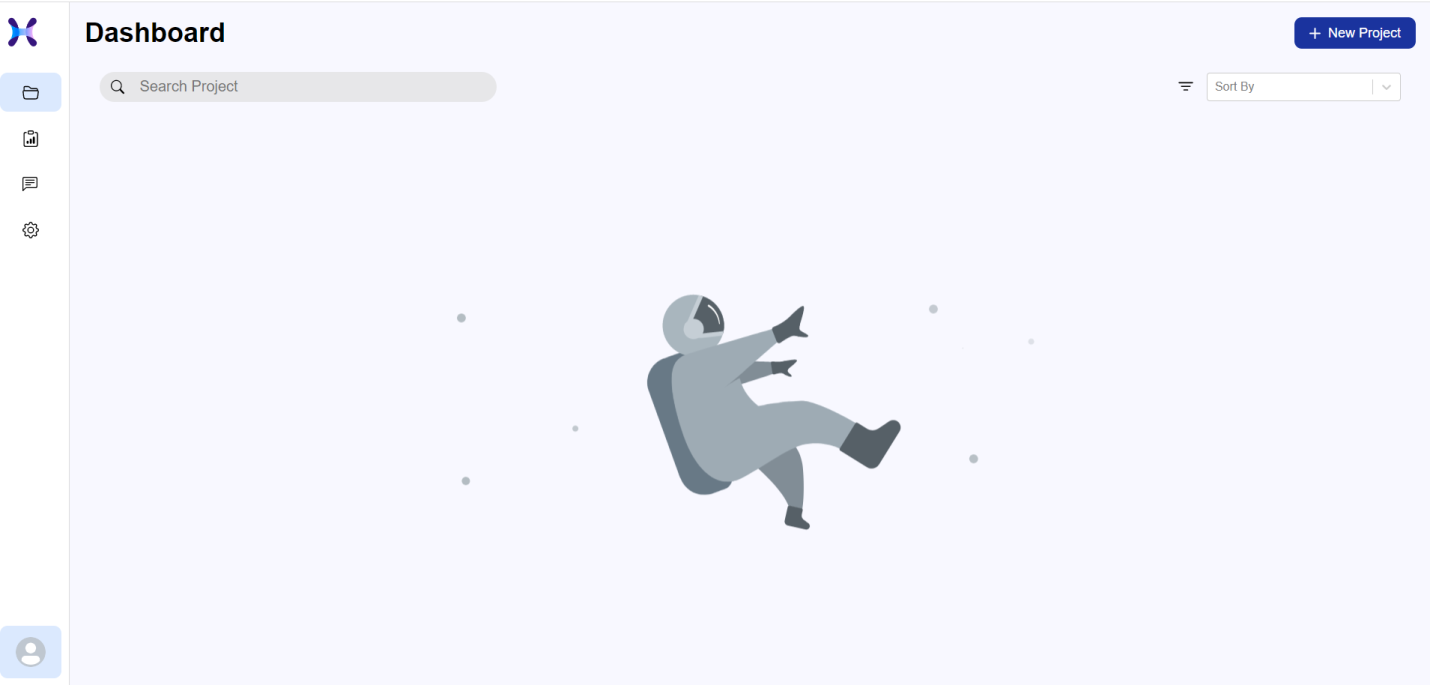 Dashboard
+ New Project
Search Project
Sort By